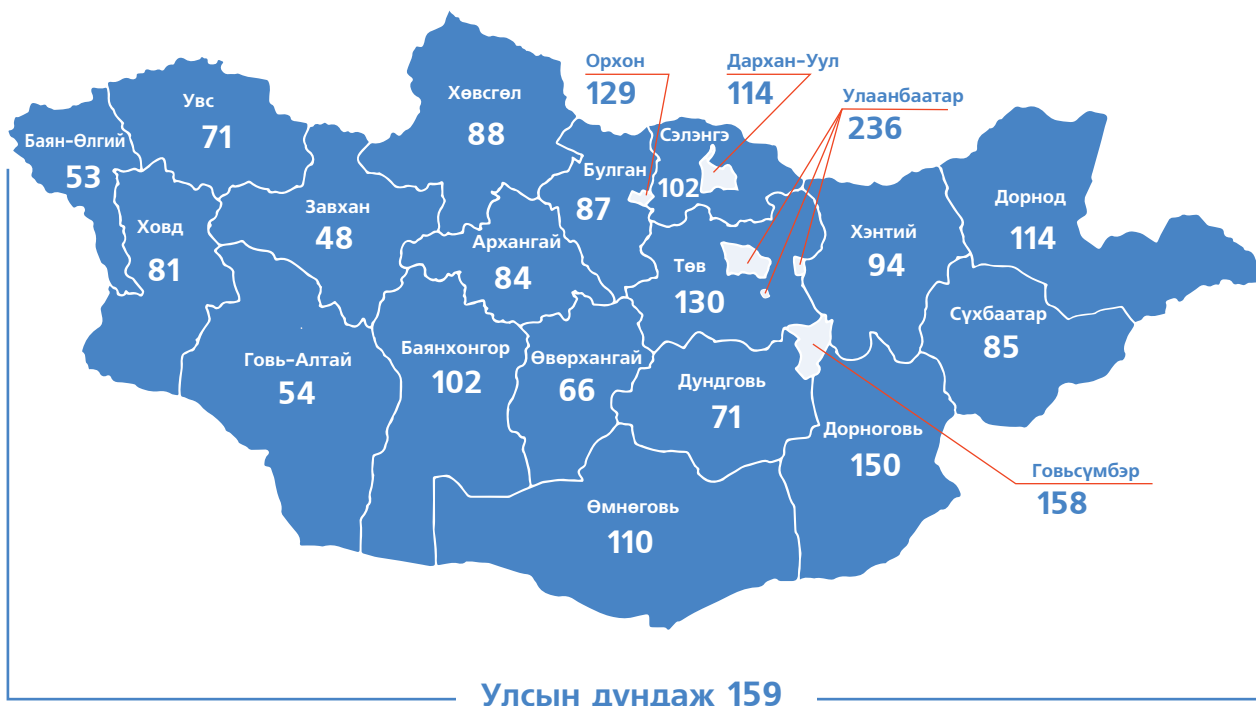 Орхон
129
Дархан-Уул
114
Улаанбаатар
236
Увс
71
Хөвсгөл
88
Баян-Өлгий
53
Сэлэнгэ
102
Булган
87
Завхан
48
Ховд
81
Архангай
84
Төв
130
Хэнтий
94
Дорнод
114
Сүхбаатар
85
Говь-Алтай
54
Баянхонгор
102
Өвөрхангай
66
Дундговь
71
Дорноговь
150
Говьсүмбэр
158
Өмнөговь
110
Улсын дундаж 159